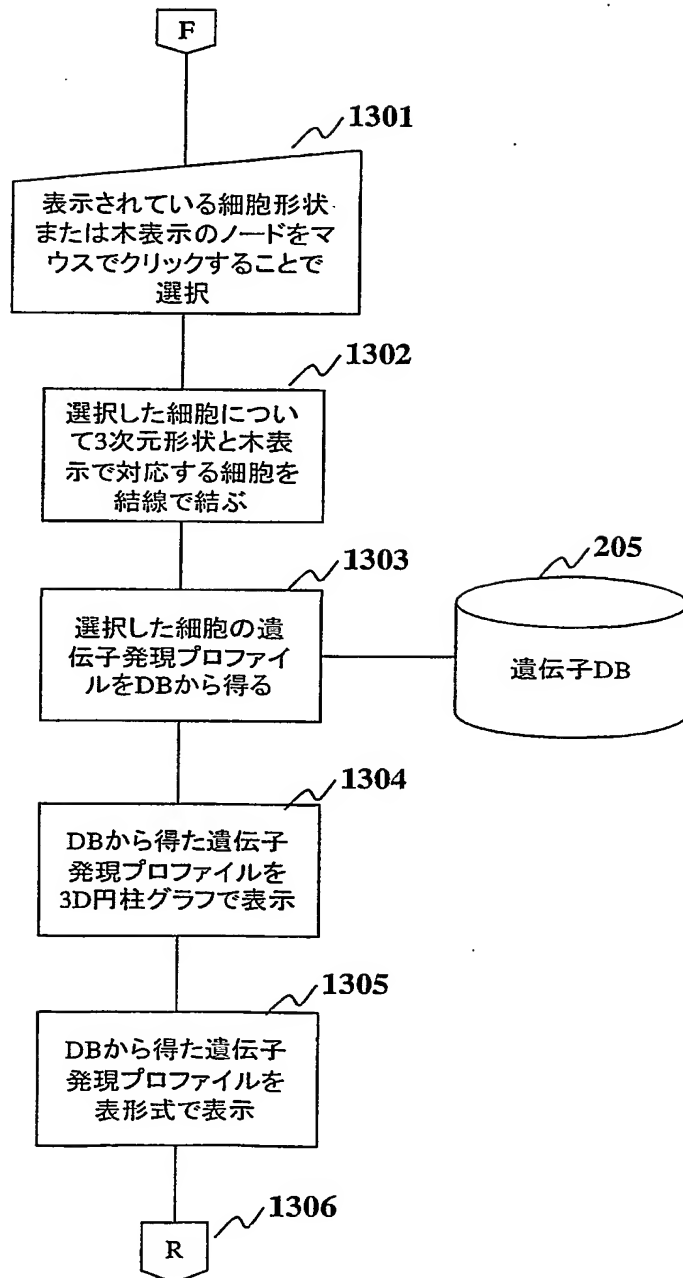 F
1301
表示されている細胞形状
または木表示のノードをマ
ウスでクリックすることで
選択
1302
選択した細胞につい
て3次元形状と木表
示で対応する細胞を
結線で結ぶ
1303
選択した細胞の遺
伝子発現プロファイ
ルをDBから得る
205
遺伝子DB
1304
DBから得た遺伝子
発現プロファイルを
3D円柱グラフで表示
1305
DBから得た遺伝子
発現プロファイルを
表形式で表示
1306
R